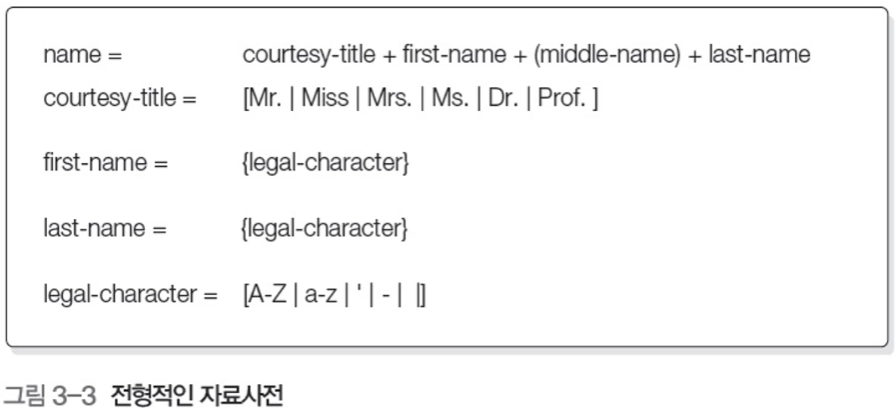 name = courtesy-title + first-name + (middle-name) + last-name
courtesy-title = [Mr. | Miss | Mrs. | Ms. | Dr. | Prof. ]
first-name = {legal-character}
last-name = {legal-character}
legal-character = [A-Z | a-z | ' | - | |]
그림 3-3 전형적인 자료사전